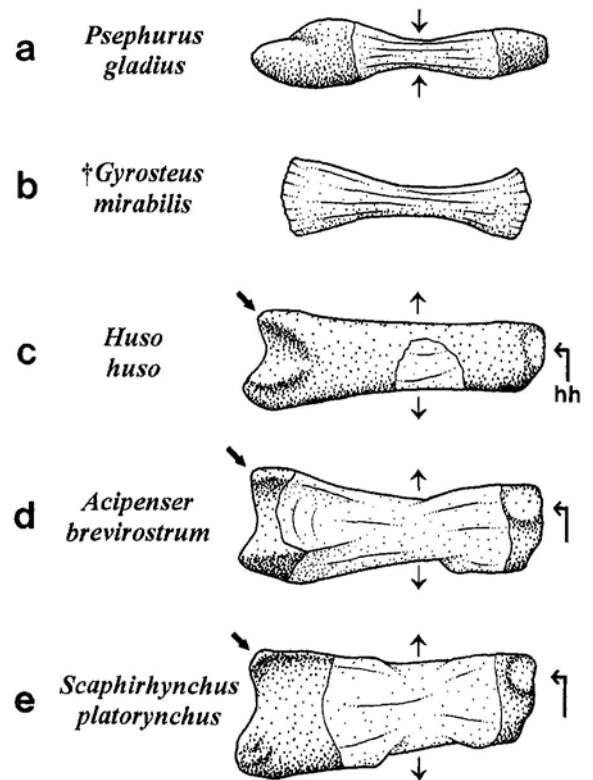 a Psephurus
gladius
b †Gyrosteus
mirabilis
c Huso
huso
hh
d Acipenser
brevirostrum
e Scaphirhynchus
platorynchus